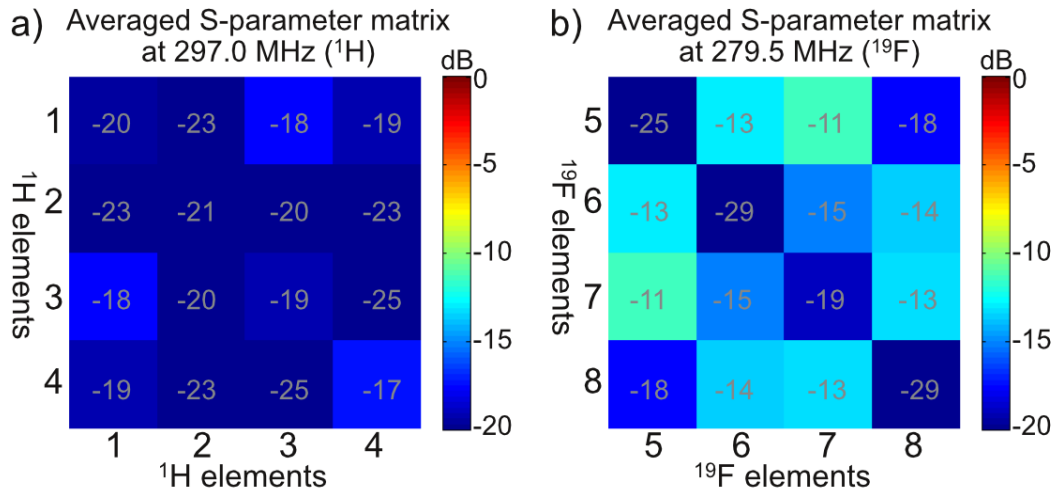 a) Averaged S-parameter matrix
at 297.0 MHz (¹H)
dB
1 -20 -23 -18 -19 0
2 -23 -21 -20 -23 -5
3 -18 -20 -19 -25 -10
4 -19 -23 -25 -17 -15
-20
1 2 3 4
¹H elements
¹H elements
b) Averaged S-parameter matrix
at 279.5 MHz (¹⁹F)
dB
5 -25 -13 -11 -18 0
6 -13 -29 -15 -14 -5
7 -11 -15 -19 -13 -10
8 -18 -14 -13 -29 -15
-20
5 6 7 8
¹⁹F elements
¹⁹F elements